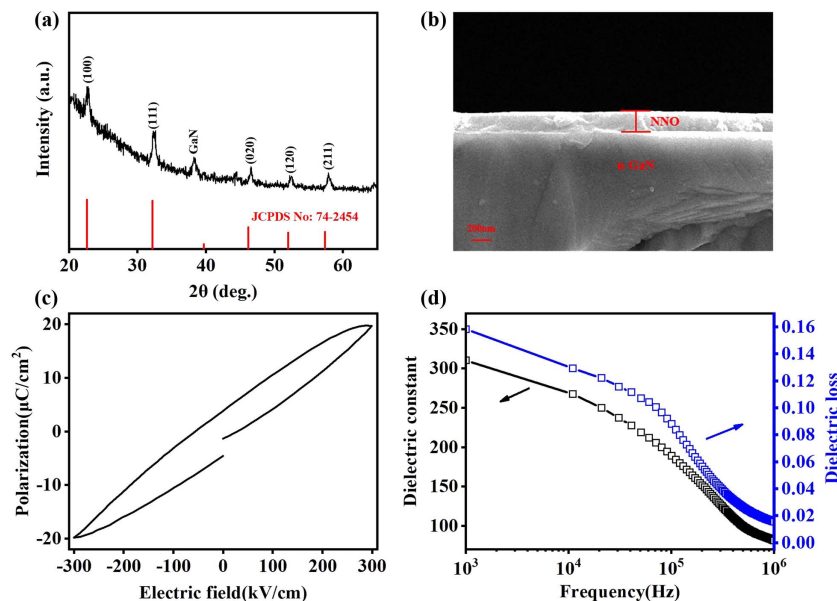 (a)
Intensity (a.u.)
(100)
(111)
GaN
(020)
(120)
(211)
JCPDS No: 74-2454
20 30 40 50 60
2θ (deg.)
(b)
NNO
n-GaN
200nm
(c)
Polarization(μC/cm²)
20
10
0
-10
-20
-300 -200 -100 0 100 200 300
Electric field(kV/cm)
(d)
Dielectric constant
350
300
250
200
150
100
10³ 10⁴ 10⁵ 10⁶
Frequency(Hz)
0.16
0.14
0.12
0.10
0.08
0.06
0.04
0.02
0.00
Dielectric loss